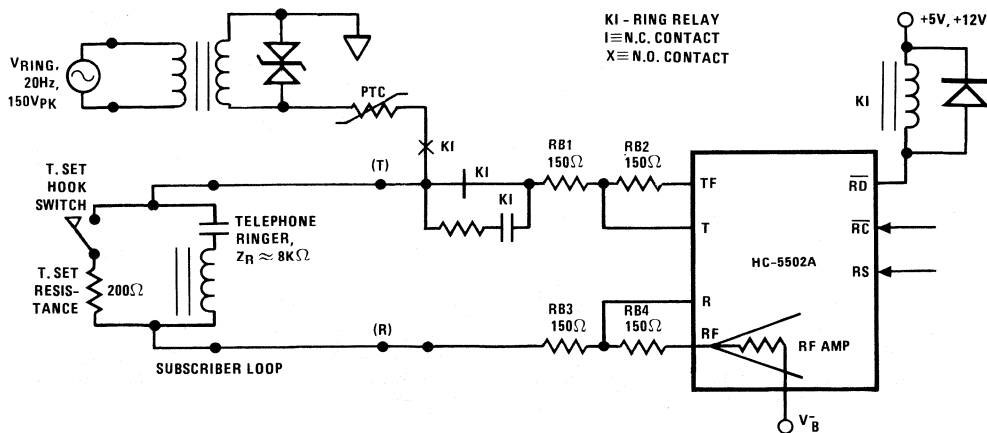 KI - RING RELAY
I≡N.C. CONTACT
X≡N.O. CONTACT
+5V, +12V
VRING,
20Hz,
150VPK
PTC
KI
KI
(T)
KI
KI
RB1
150Ω
RB2
150Ω
T. SET
HOOK
SWITCH
TELEPHONE
RINGER,
ZR ≈ 8KΩ
T. SET
RESIS-
TANCE
200Ω
TF
T
R
RF
HC-5502A
RD
RC
RS
RF AMP
(R)
RB3
150Ω
RB4
150Ω
SUBSCRIBER LOOP
V-B